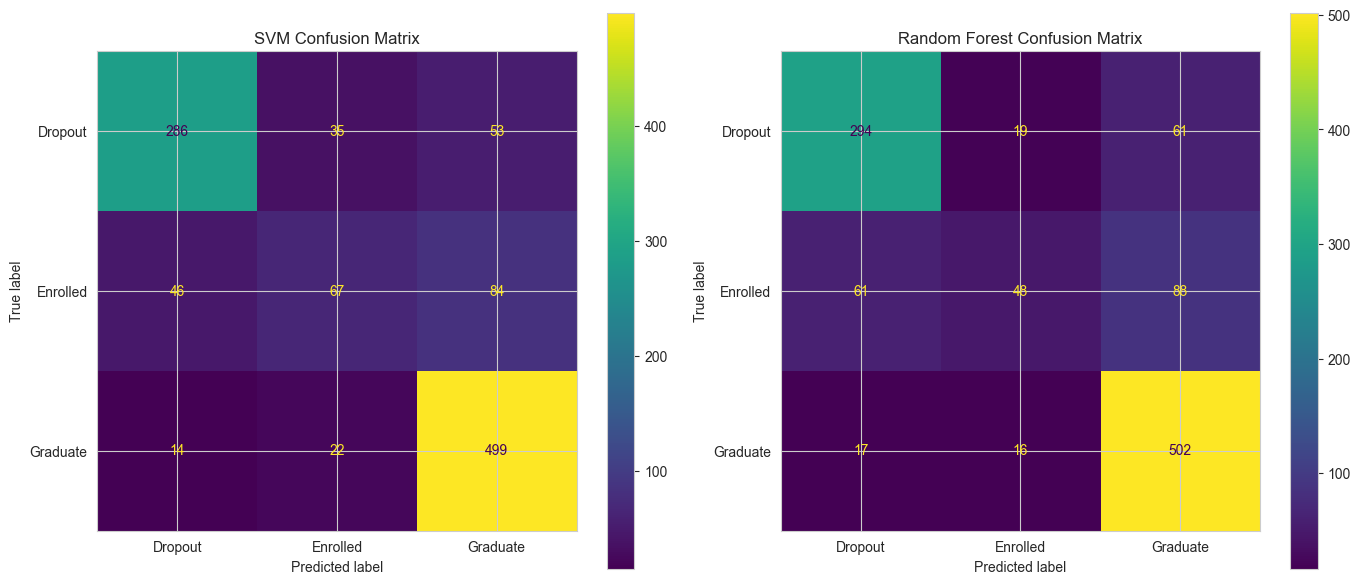 SVM Confusion Matrix
True label
Dropout
286 35 53
Enrolled
46 67 84
Graduate
14 22 499
Dropout Enrolled Graduate
Predicted label
400
300
200
100
Random Forest Confusion Matrix
True label
Dropout
294 19 61
Enrolled
61 48 88
Graduate
17 16 502
Dropout Enrolled Graduate
Predicted label
500
400
300
200
100